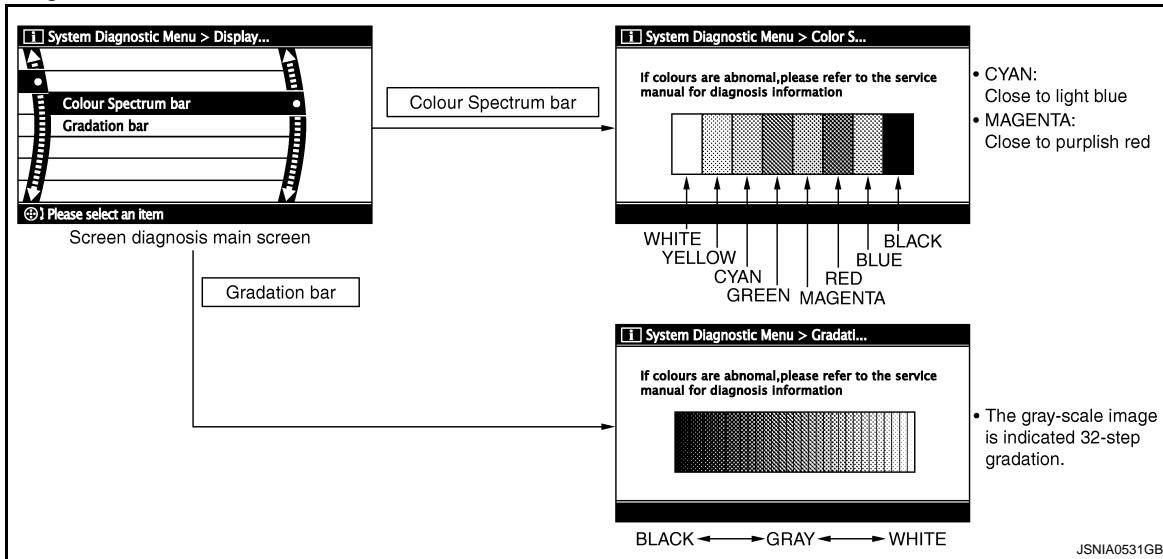 i System Diagnostic Menu > Display...
Colour Spectrum bar
Gradation bar
Please select an item
Screen diagnosis main screen
Colour Spectrum bar
Gradation bar
i System Diagnostic Menu > Color S...
If colours are abnomal,please refer to the service
manual for diagnosis information
WHITE
YELLOW
CYAN
GREEN
MAGENTA
RED
BLUE
BLACK
• CYAN:
Close to light blue
• MAGENTA:
Close to purplish red
i System Diagnostic Menu > Gradati...
If colours are abnomal,please refer to the service
manual for diagnosis information
BLACK GRAY WHITE
• The gray-scale image
is indicated 32-step
gradation.
JSNIA0531GB